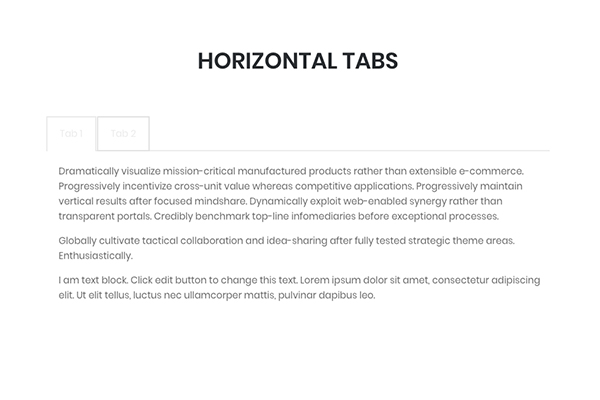 HORIZONTAL TABS
Tab 1
Tab 2
Dramatically visualize mission-critical manufactured products rather than extensible e-commerce.
Progressively incentivize cross-unit value whereas competitive applications. Progressively maintain
vertical results after focused mindshare. Dynamically exploit web-enabled synergy rather than
transparent portals. Credibly benchmark top-line infomediaries before exceptional processes.
Globally cultivate tactical collaboration and idea-sharing after fully tested strategic theme areas.
Enthusiastically.
I am text block. Click edit button to change this text. Lorem ipsum dolor sit amet, consectetur adipiscing
elit. Ut elit tellus, luctus nec ullamcorper mattis, pulvinar dapibus leo.